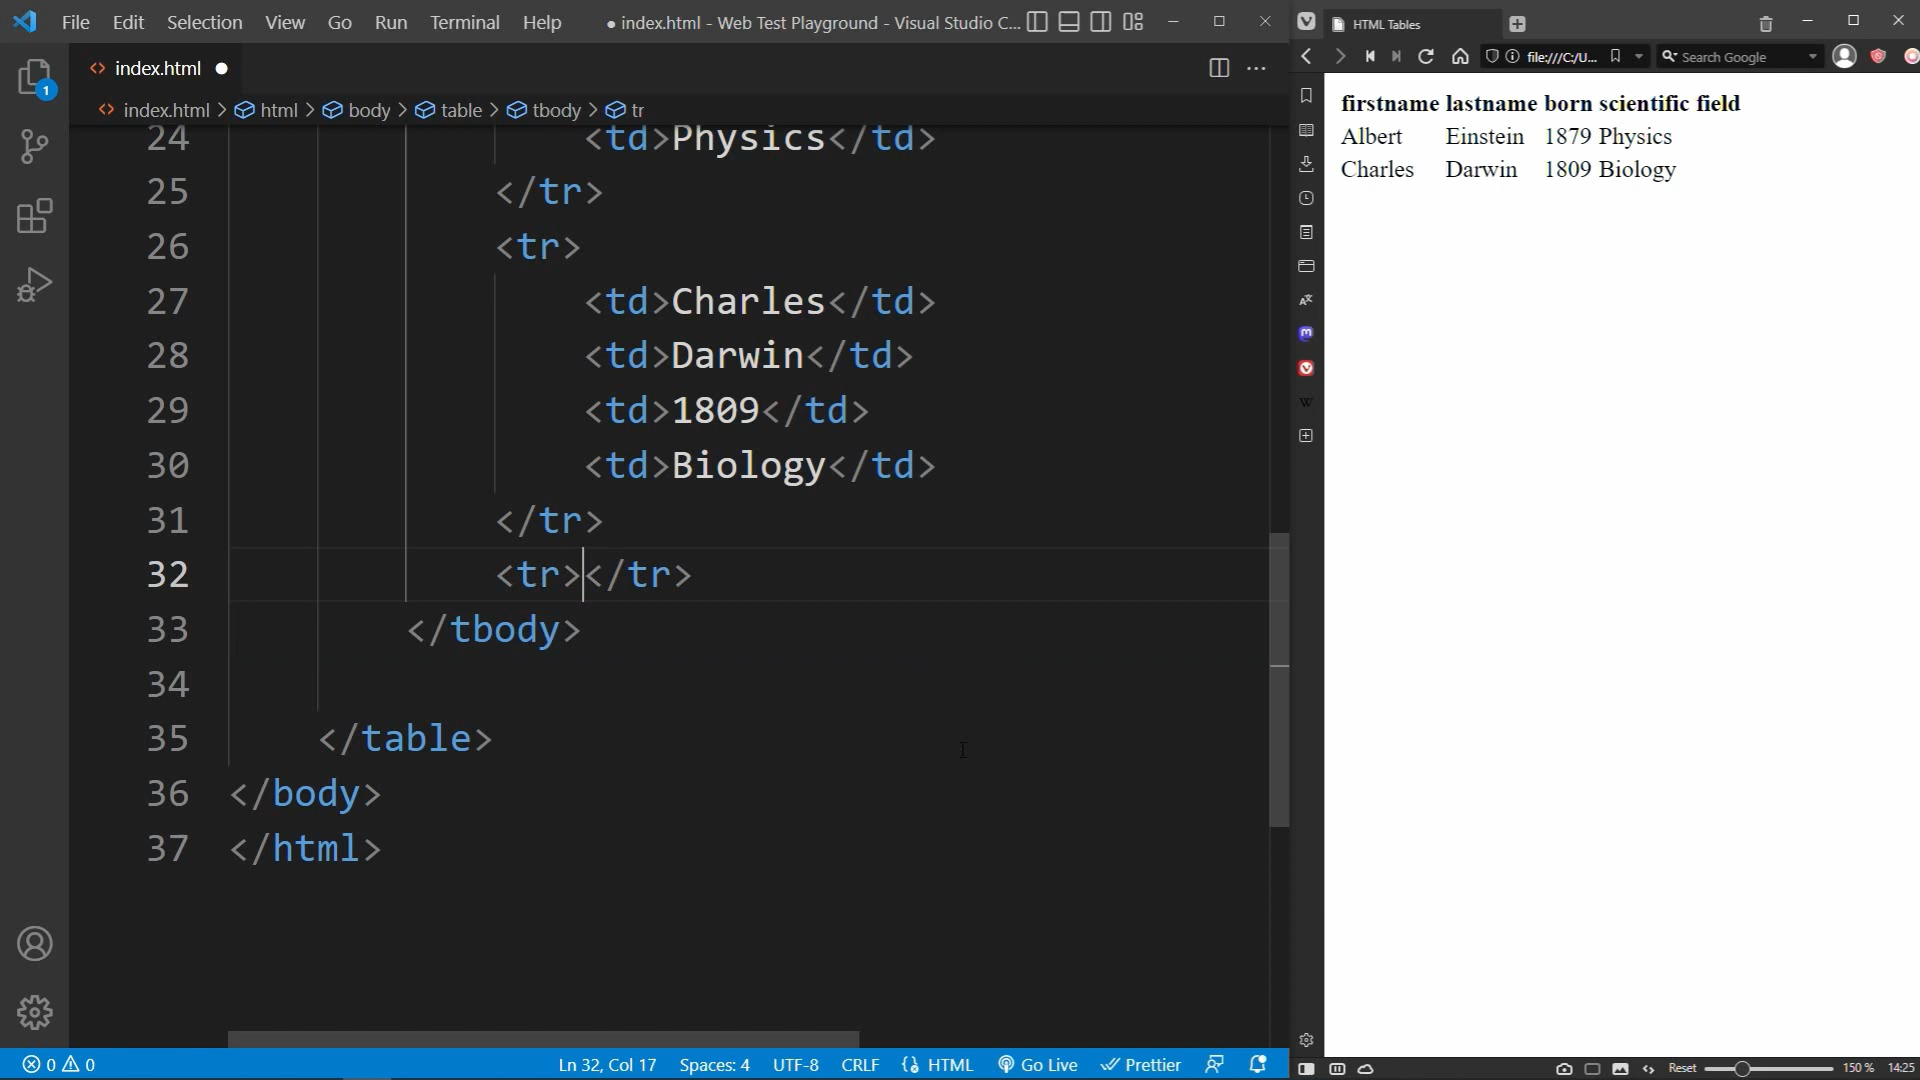 File Edit Selection View Go Run Terminal Help
● index.html - Web Test Playground - Visual Studio C...
index.html
index.html > html > body > table > tbody > tr
1
24 <td>Physics</td>
25 </tr>
26 <tr>
27 <td>Charles</td>
28 <td>Darwin</td>
29 <td>1809</td>
30 <td>Biology</td>
31 </tr>
32 <tr></tr>
33 </tbody>
34
35 </table>
36 </body>
37 </html>
0 0 Ln 32, Col 17 Spaces: 4 UTF-8 CRLF HTML Go Live Prettier
HTML Tables
file:///C:/U... Search Google
firstname lastname born scientific field
Albert Einstein 1879 Physics
Charles Darwin 1809 Biology
Reset 150 % 14:25